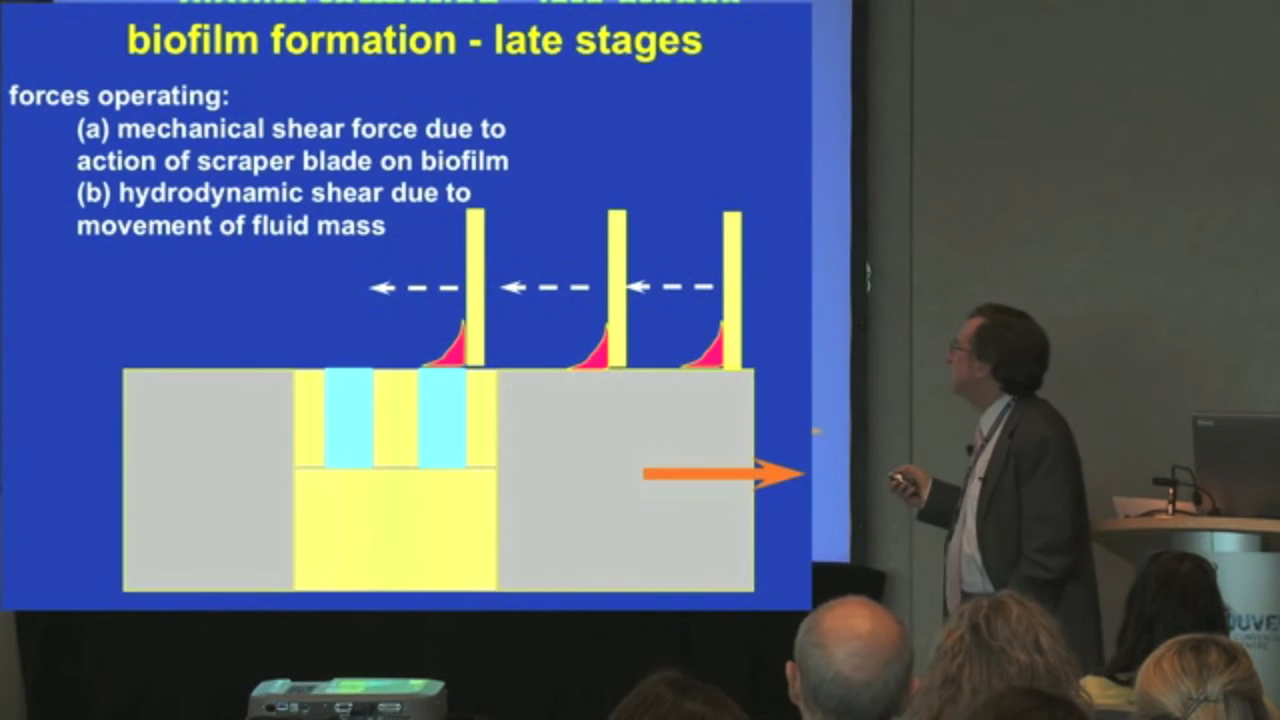 biofilm formation - late stages
forces operating:
(a) mechanical shear force due to
action of scraper blade on biofilm
(b) hydrodynamic shear due to
movement of fluid mass